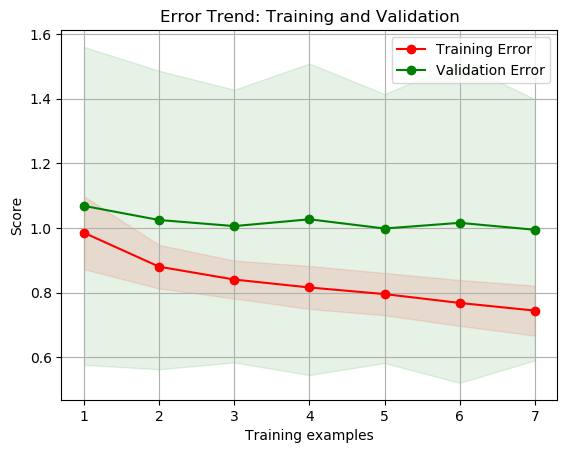 Error Trend: Training and Validation
Training Error
Validation Error
Score
1.6
1.4
1.2
1.0
0.8
0.6
1 2 3 4 5 6 7
Training examples